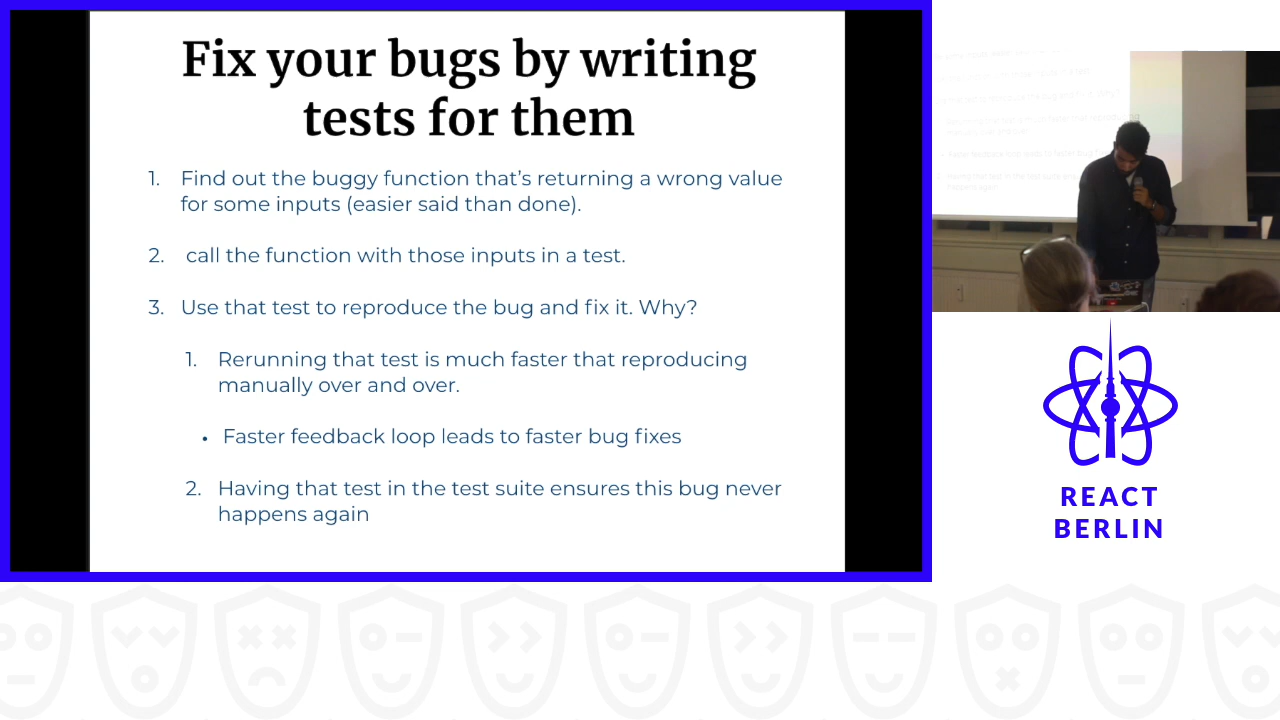 Fix your bugs by writing
tests for them
1. Find out the buggy function that’s returning a wrong value
for some inputs (easier said than done).
2. call the function with those inputs in a test.
3. Use that test to reproduce the bug and fix it. Why?
1. Rerunning that test is much faster that reproducing
manually over and over.
• Faster feedback loop leads to faster bug fixes
2. Having that test in the test suite ensures this bug never
happens again
REACT
BERLIN